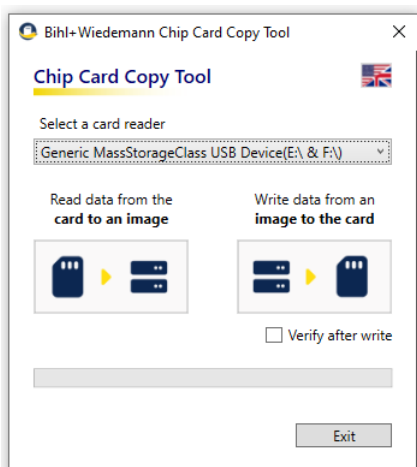 Bihl+Wiedemann Chip Card Copy Tool
Chip Card Copy Tool
Select a card reader
Generic MassStorageClass USB Device(E:\ & F:\)
Read data from the
card to an image
Write data from an
image to the card
Verify after write
Exit